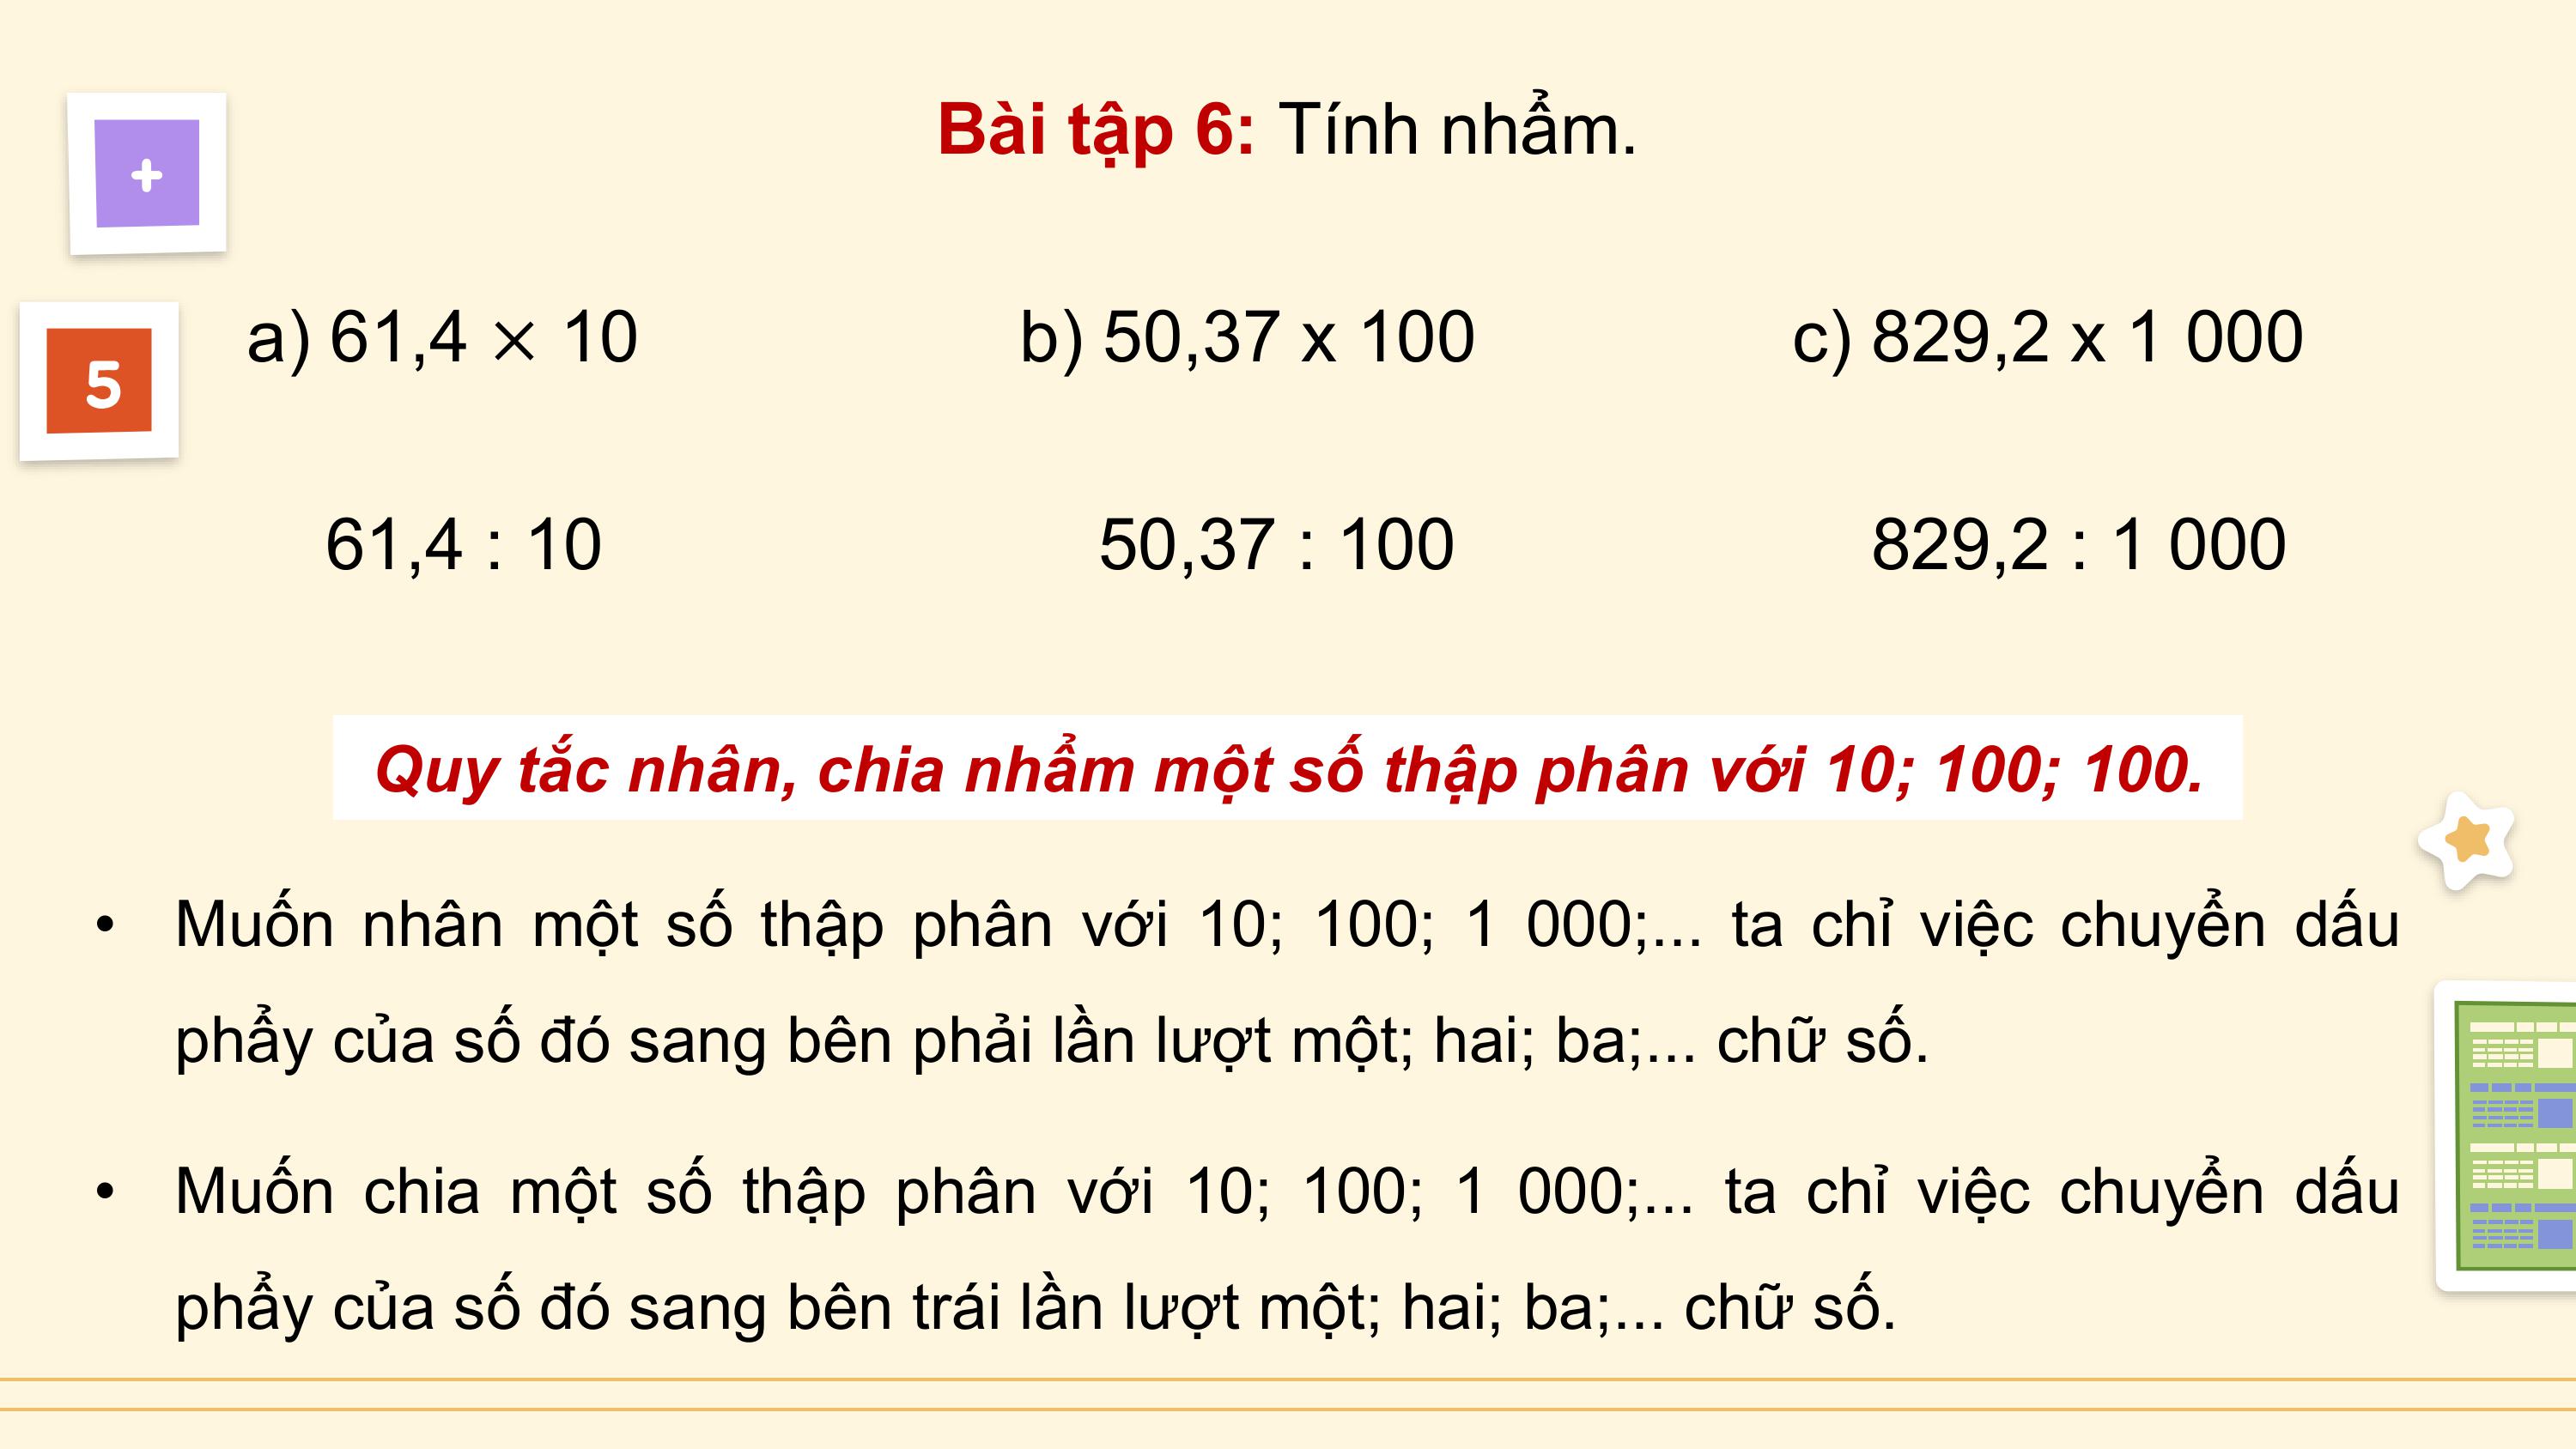 Bài tập 6: Tính nhẩm.
+
5
a) 61,4 × 10
b) 50,37 x 100
c) 829,2 x 1 000
61,4 : 10
50,37 : 100
829,2 : 1 000
Quy tắc nhân, chia nhẩm một số thập phân với 10; 100; 100.
• Muốn nhân một số thập phân với 10; 100; 1 000;... ta chỉ việc chuyển dấu
phẩy của số đó sang bên phải lần lượt một; hai; ba;... chữ số.
• Muốn chia một số thập phân với 10; 100; 1 000;... ta chỉ việc chuyển dấu
phẩy của số đó sang bên trái lần lượt một; hai; ba;... chữ số.